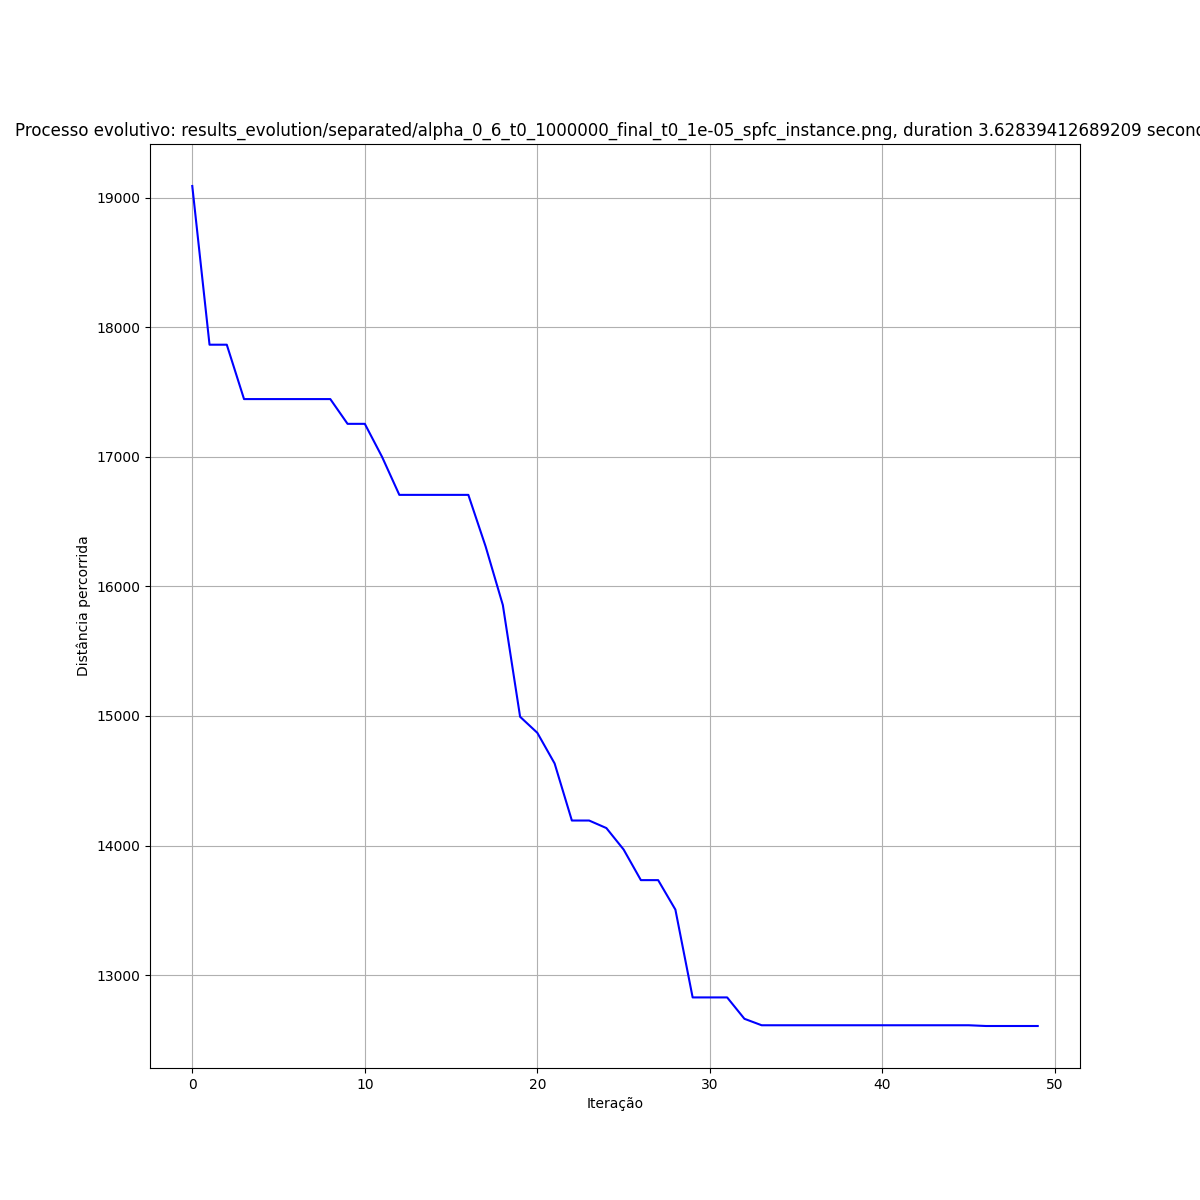 Processo evolutivo: results_evolution/separated/alpha_0_6_t0_1000000_final_t0_1e-05_spfc_instance.png, duration 3.62839412689209 secon
19000
18000
17000
16000
15000
14000
13000
Distância percorrida
0 10 20 30 40 50
Iteração